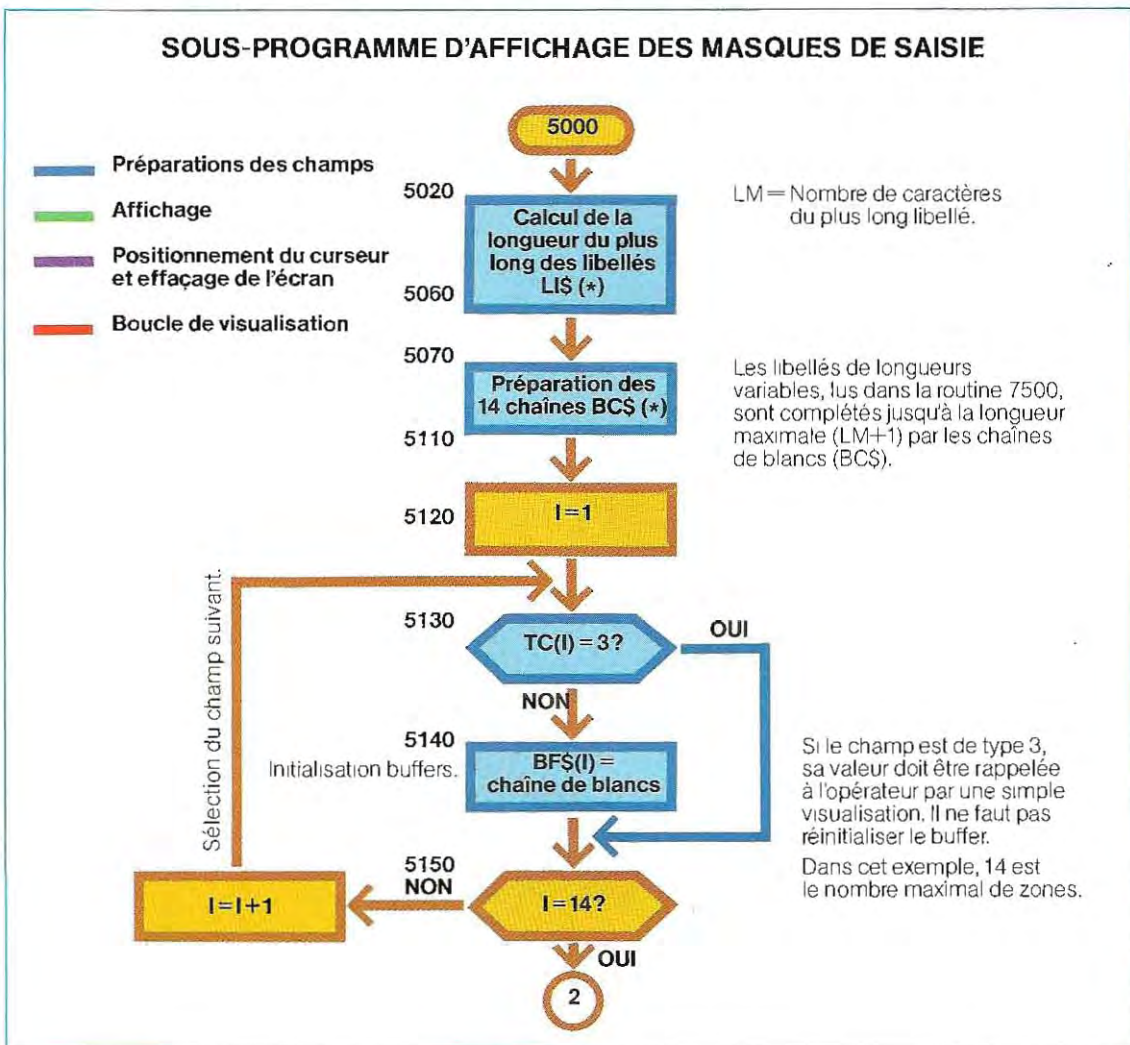 SOUS-PROGRAMME D'AFFICHAGE DES MASQUES DE SAISIE
5000
Préparations des champs
Affichage
Positionnement du curseur
et effaçage de l'écran
Boucle de visualisation
5020
Calcul de la
longueur du plus
long des libellés
LI$ (*)
5060
LM = Nombre de caractères
du plus long libellé.
5070
Préparation des
14 chaînes BC$ (*)
5110
Les libellés de longueurs
variables, lus dans la routine 7500,
sont complétés jusqu'à la longueur
maximale (LM+1) par les chaînes
de blancs (BC$).
5120
I=1
Sélection du champ suivant.
5130
TC(I) = 3?
OUI
NON
5140
Initialisation buffers.
BF$(I) =
chaîne de blancs
Si le champ est de type 3,
sa valeur doit être rappelée
à l'opérateur par une simple
visualisation. Il ne faut pas
réinitialiser le buffer.
Dans cet exemple, 14 est
le nombre maximal de zones.
5150
NON
I=I+1
I=14?
OUI
2